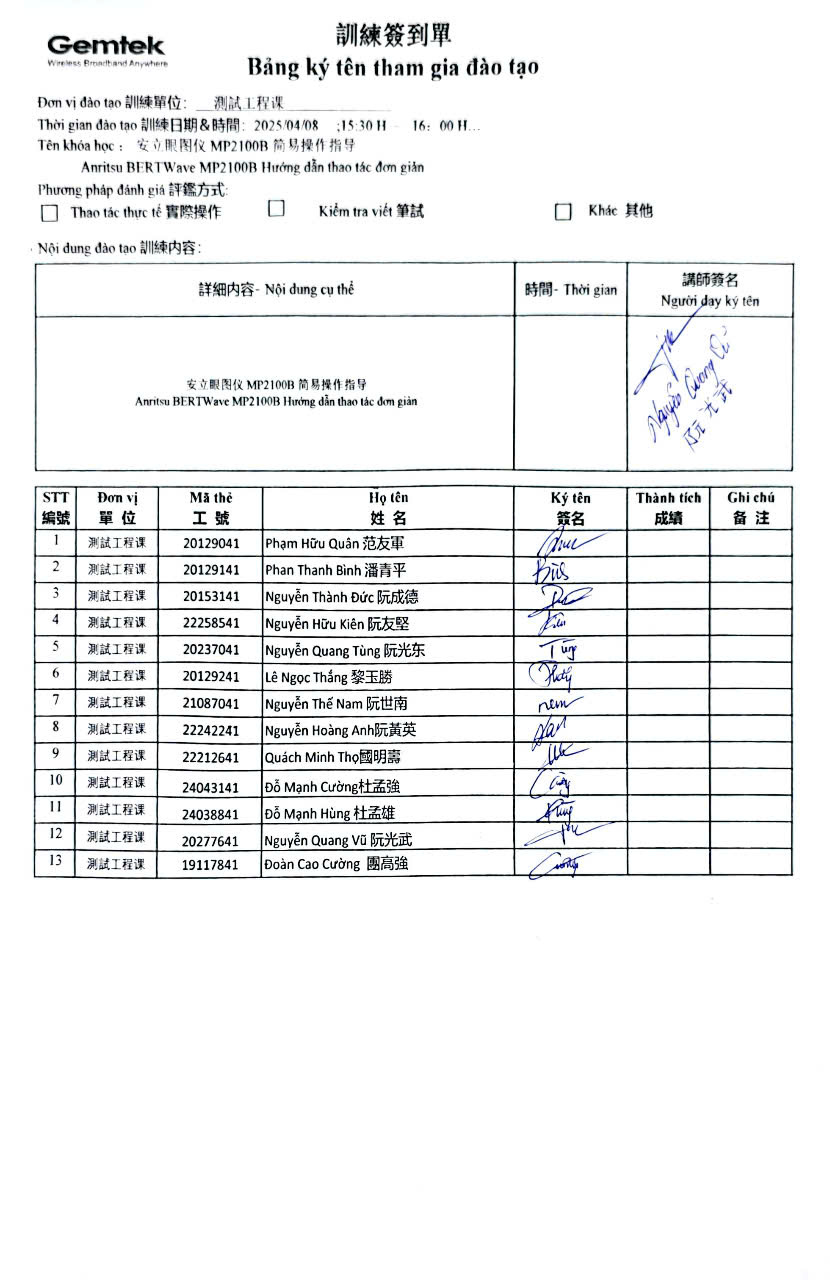 Gemtek
Wireless Broadband Anywhere
訓練簽到單
Bảng ký tên tham gia đào tạo
Đơn vị đào tạo 訓練單位: 測試工程课
Thời gian đào tạo 訓練日期&時間: 2025/04/08 ;15:30 H - 16: 00 H...
Tên khóa học : 安立眼图仪 MP2100B 简易操作指导
Anritsu BERTWave MP2100B Hướng dẫn thao tác đơn giản
Phương pháp đánh giá 評鑑方式:
Thao tác thực tế 實際操作 Kiểm tra viết 筆試 Khác 其他
Nội dung đào tạo 訓練内容:
詳細内容- Nội dung cụ thể 時間- Thời gian 講師簽名
Người dạy ký tên
安立眼图仪 MP2100B 简易操作指导
Anritsu BERTWave MP2100B Hướng dẫn thao tác đơn giản
Nguyễn Quang Vũ
阮光武
STT Đơn vị Mã thẻ Họ tên Ký tên Thành tích Ghi chú
編號 單 位 工 號 姓 名 簽名 成績 备 注
1 測試工程课 20129041 Phạm Hữu Quân 范友軍
2 測試工程课 20129141 Phan Thanh Bình 潘青平
3 測試工程课 20153141 Nguyễn Thành Đức 阮成德
4 測試工程课 22258541 Nguyễn Hữu Kiên 阮友堅 Kiên
5 測試工程课 20237041 Nguyễn Quang Tùng 阮光东 Tùng
6 測試工程课 20129241 Lê Ngọc Thắng 黎玉勝
7 測試工程课 21087041 Nguyễn Thế Nam 阮世南 nam
8 測試工程课 22242241 Nguyễn Hoàng Anh阮黃英
9 測試工程课 22212641 Quách Minh Thọ國明壽
10 測試工程课 24043141 Đỗ Mạnh Cường杜孟強
11 測試工程课 24038841 Đỗ Mạnh Hùng 杜孟雄 Hùng
12 測試工程课 20277641 Nguyễn Quang Vũ 阮光武
13 測試工程课 19117841 Đoàn Cao Cường 團高強 Cường